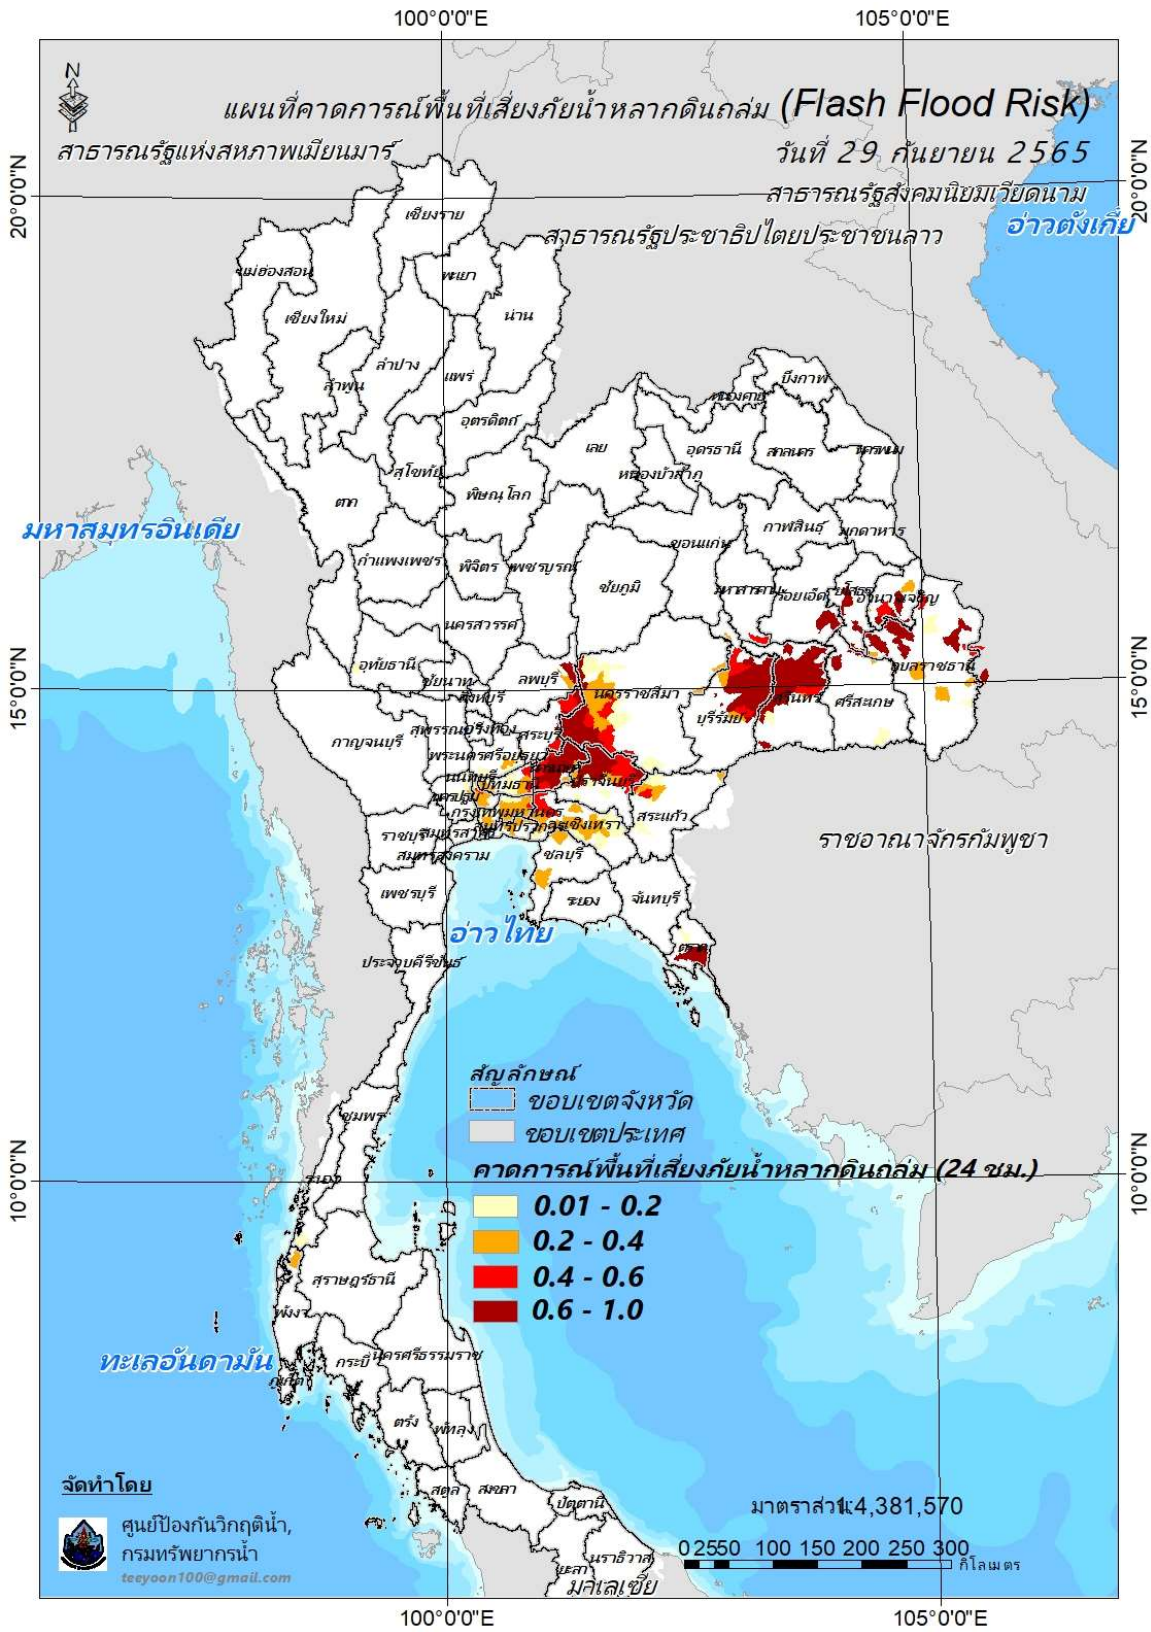 100°0'0"E
105°0'0"E
N
แผนที่คาดการณ์พื้นที่เสี่ยงภัยน้ำหลากดินถล่ม (Flash Flood Risk)
วันที่ 29 กันยายน 2565
สาธารณรัฐแห่งสหภาพเมียนมาร์
20°0'0"N
20°0'0"N
สาธารณรัฐสังคมนิยมเวียดนาม
อ่าวตังเกี๋ย
สาธารณรัฐประชาธิปไตยประชาชนลาว
เชียงราย
แม่ฮ่องสอน
พะเยา
เชียงใหม่
น่าน
ลำปาง
ลำพูน
แพร่
บึงกาฬ
หนองคาย
อุตรดิตถ์
เลย
อุดรธานี
สกลนคร
นครพนม
สุโขทัย
หนองบัวลำภู
ตาก
พิษณุโลก
มหาสมทรอินเดีย
กาฬสินธุ์
มุกดาหาร
ขอนแก่น
กำแพงเพชร
พิจิตร
เพชรบูรณ์
ชัยภูมิ
มหาสารคาม
ร้อยเอ็ด
ยโสธร
อำนาจเจริญ
นครสวรรค์
อุทัยธานี
ชัยนาท
ลพบุรี
นครราชสีมา
อุบลราชธานี
15°0'0"N
15°0'0"N
สิงห์บุรี
บุรีรัมย์
สุรินทร์
ศรีสะเกษ
กาญจนบุรี
สุพรรณบุรี
อ่างทอง
สระบุรี
พระนครศรีอยุธยา
นครนายก
ปราจีนบุรี
นนทบุรี
ปทุมธานี
นครปฐม
กรุงเทพมหานคร
สระแก้ว
ราชบุรี
สมุทรสาคร
สมุทรปราการ
ฉะเชิงเทรา
ราชอาณาจักรกัมพูชา
สมุทรสงคราม
ชลบุรี
เพชรบุรี
ระยอง
จันทบุรี
อ่าวไทย
ตราด
ประจวบคีรีขันธ์
สัญลักษณ์
ขอบเขตจังหวัด
ขอบเขตประเทศ
คาดการณ์พื้นที่เสี่ยงภัยน้ำหลากดินถล่ม (24 ชม.)
0.01 - 0.2
0.2 - 0.4
0.4 - 0.6
0.6 - 1.0
ชุมพร
10°0'0"N
10°0'0"N
ระนอง
สุราษฎร์ธานี
พังงา
ทะเลอันดามัน
กระบี่
นครศรีธรรมราช
ภูเก็ต
ตรัง
พัทลุง
สตูล
สงขลา
ปัตตานี
ยะลา
นราธิวาส
มาเลเซีย
จัดทำโดย
ศูนย์ป้องกันวิกฤติน้ำ,
กรมทรัพยากรน้ำ
teeyoon100@gmail.com
มาตราส่วน1:4,381,570
0 25 50 100 150 200 250 300
กิโลเมตร
100°0'0"E
105°0'0"E